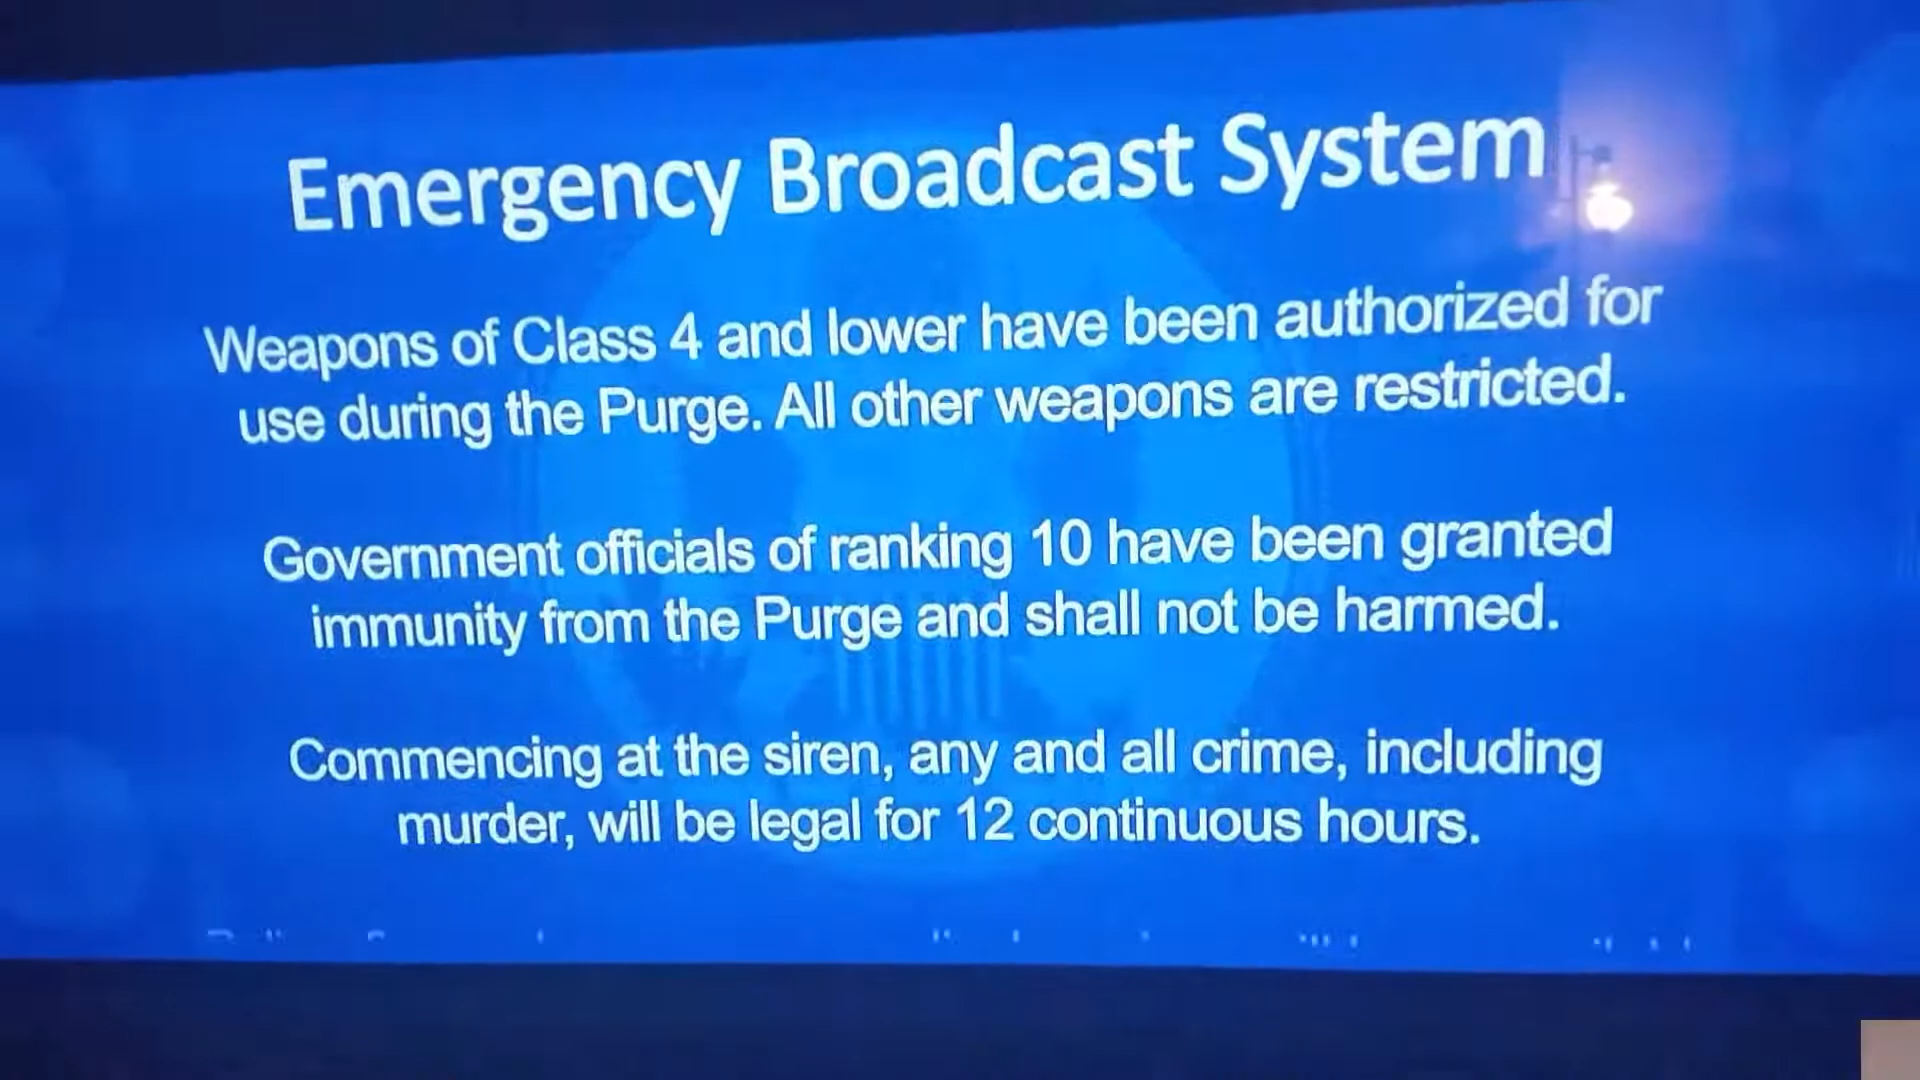 Emergency Broadcast System
Weapons of Class 4 and lower have been authorized for
use during the Purge. All other weapons are restricted.
Government officials of ranking 10 have been granted
immunity from the Purge and shall not be harmed.
Commencing at the siren, any and all crime, including
murder, will be legal for 12 continuous hours.